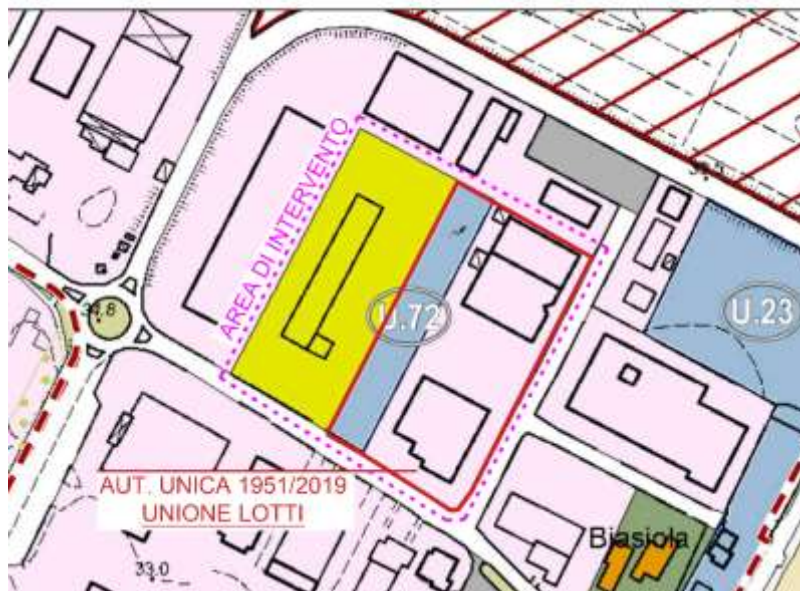 AREA DI INTERVENTO
U.72
U.23
34.8
AUT. UNICA 1951/2019
UNIONE LOTTI
Biasiola
33.0